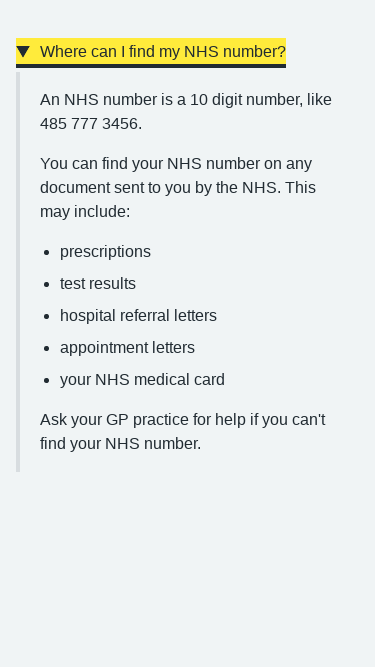 Where can I find my NHS number?
An NHS number is a 10 digit number, like
485 777 3456.
You can find your NHS number on any
document sent to you by the NHS. This
may include:
prescriptions
test results
hospital referral letters
appointment letters
your NHS medical card
Ask your GP practice for help if you can't
find your NHS number.